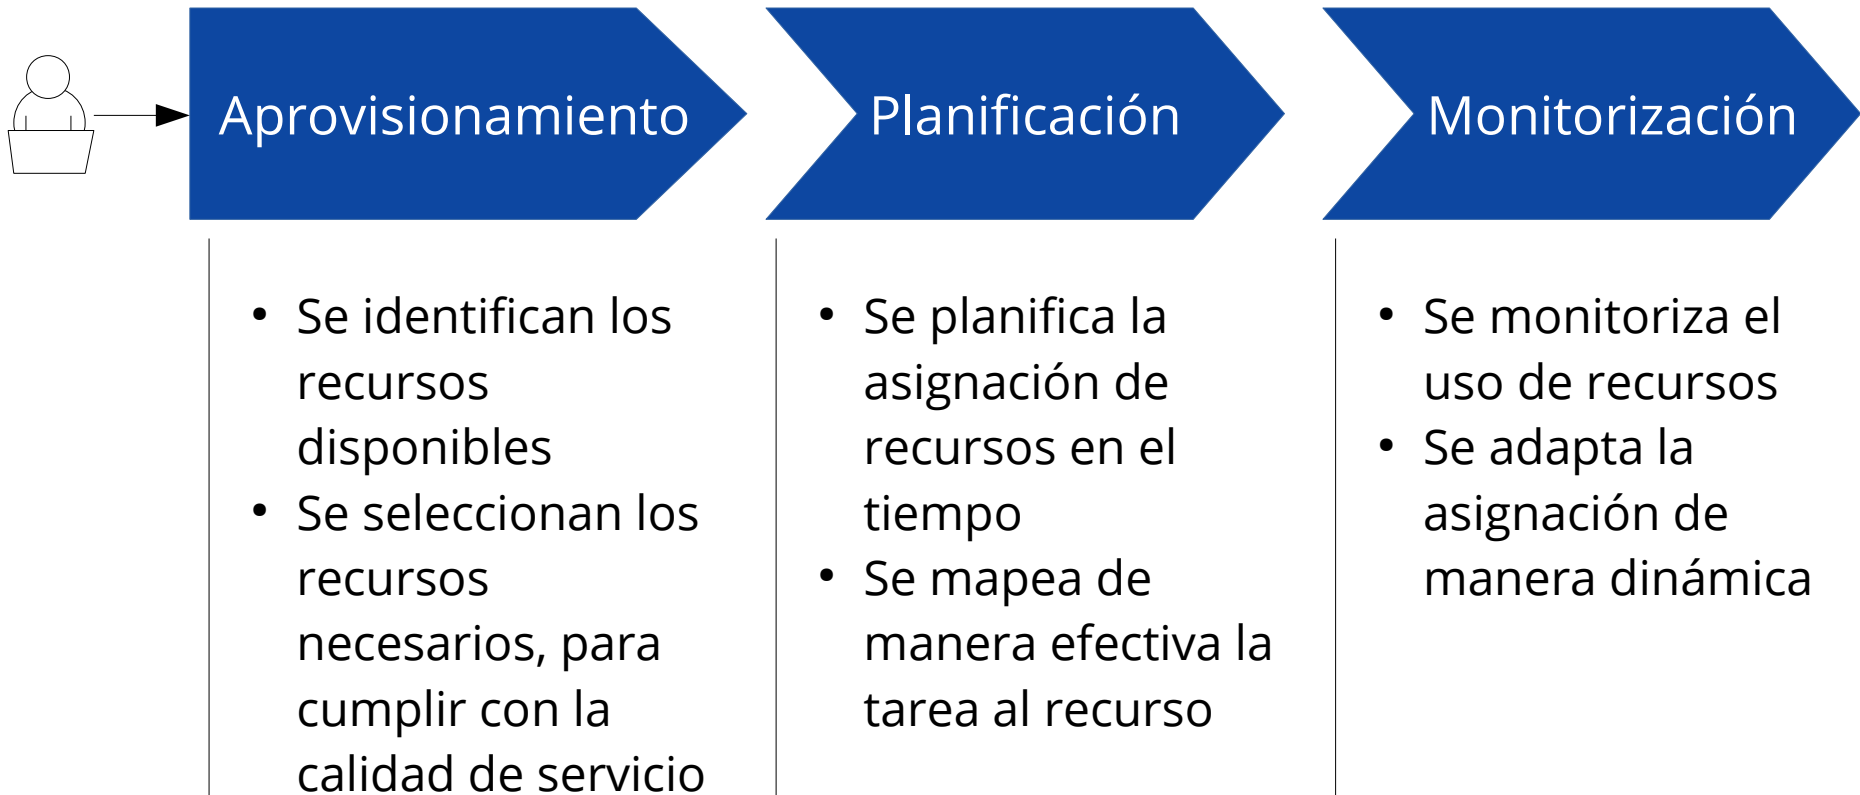 Aprovisionamiento
Planificación
Monitorización
• Se identifican los
recursos
disponibles
• Se seleccionan los
recursos
necesarios, para
cumplir con la
calidad de servicio
• Se planifica la
asignación de
recursos en el
tiempo
• Se mapea de
manera efectiva la
tarea al recurso
• Se monitoriza el
uso de recursos
• Se adapta la
asignación de
manera dinámica